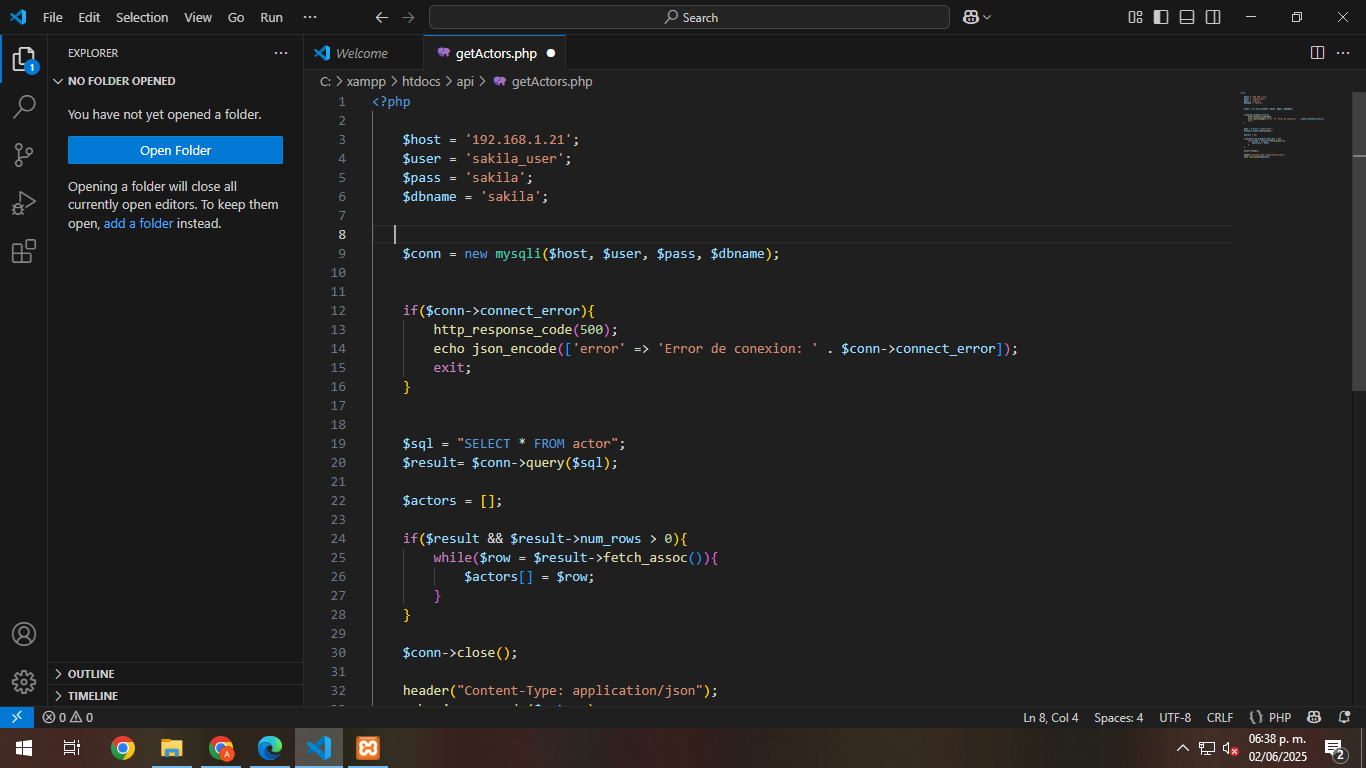 File Edit Selection View Go Run ··· Search
EXPLORER ···
NO FOLDER OPENED
You have not yet opened a folder.
Open Folder
Opening a folder will close all
currently open editors. To keep them
open, add a folder instead.
OUTLINE
TIMELINE
Welcome getActors.php
C: > xampp > htdocs > api > getActors.php
1 <?php
2
3 $host = '192.168.1.21';
4 $user = 'sakila_user';
5 $pass = 'sakila';
6 $dbname = 'sakila';
7
8
9 $conn = new mysqli($host, $user, $pass, $dbname);
10
11
12 if($conn->connect_error){
13 http_response_code(500);
14 echo json_encode(['error' => 'Error de conexion: ' . $conn->connect_error]);
15 exit;
16 }
17
18
19 $sql = "SELECT * FROM actor";
20 $result= $conn->query($sql);
21
22 $actors = [];
23
24 if($result && $result->num_rows > 0){
25 while($row = $result->fetch_assoc()){
26 $actors[] = $row;
27 }
28 }
29
30 $conn->close();
31
32 header("Content-Type: application/json");
0 0 Ln 8, Col 4 Spaces: 4 UTF-8 CRLF {} PHP
06:38 p. m.
02/06/2025
1
2
A